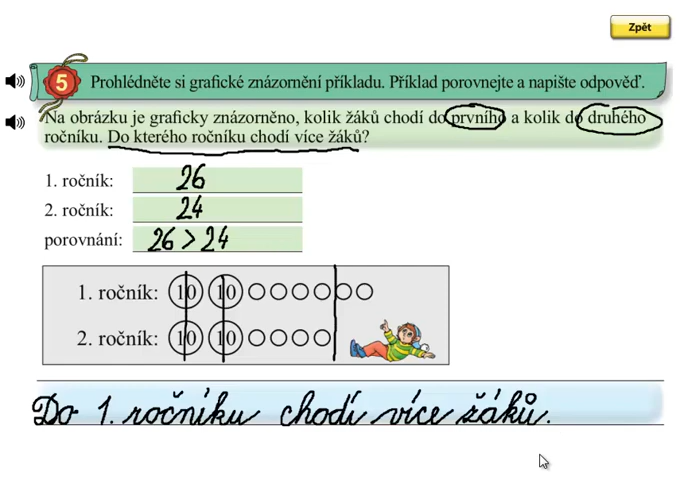 Zpět
5 Prohlédněte si grafické znázornění příkladu. Příklad porovnejte a napište odpověď.
Na obrázku je graficky znázorněno, kolik žáků chodí do prvního a kolik do druhého
ročníku. Do kterého ročníku chodí více žáků?
1. ročník: 26
2. ročník: 24
porovnání: 26 > 24
1. ročník: 10 10
2. ročník: 10 10
Do 1. ročníku chodí více žáků.